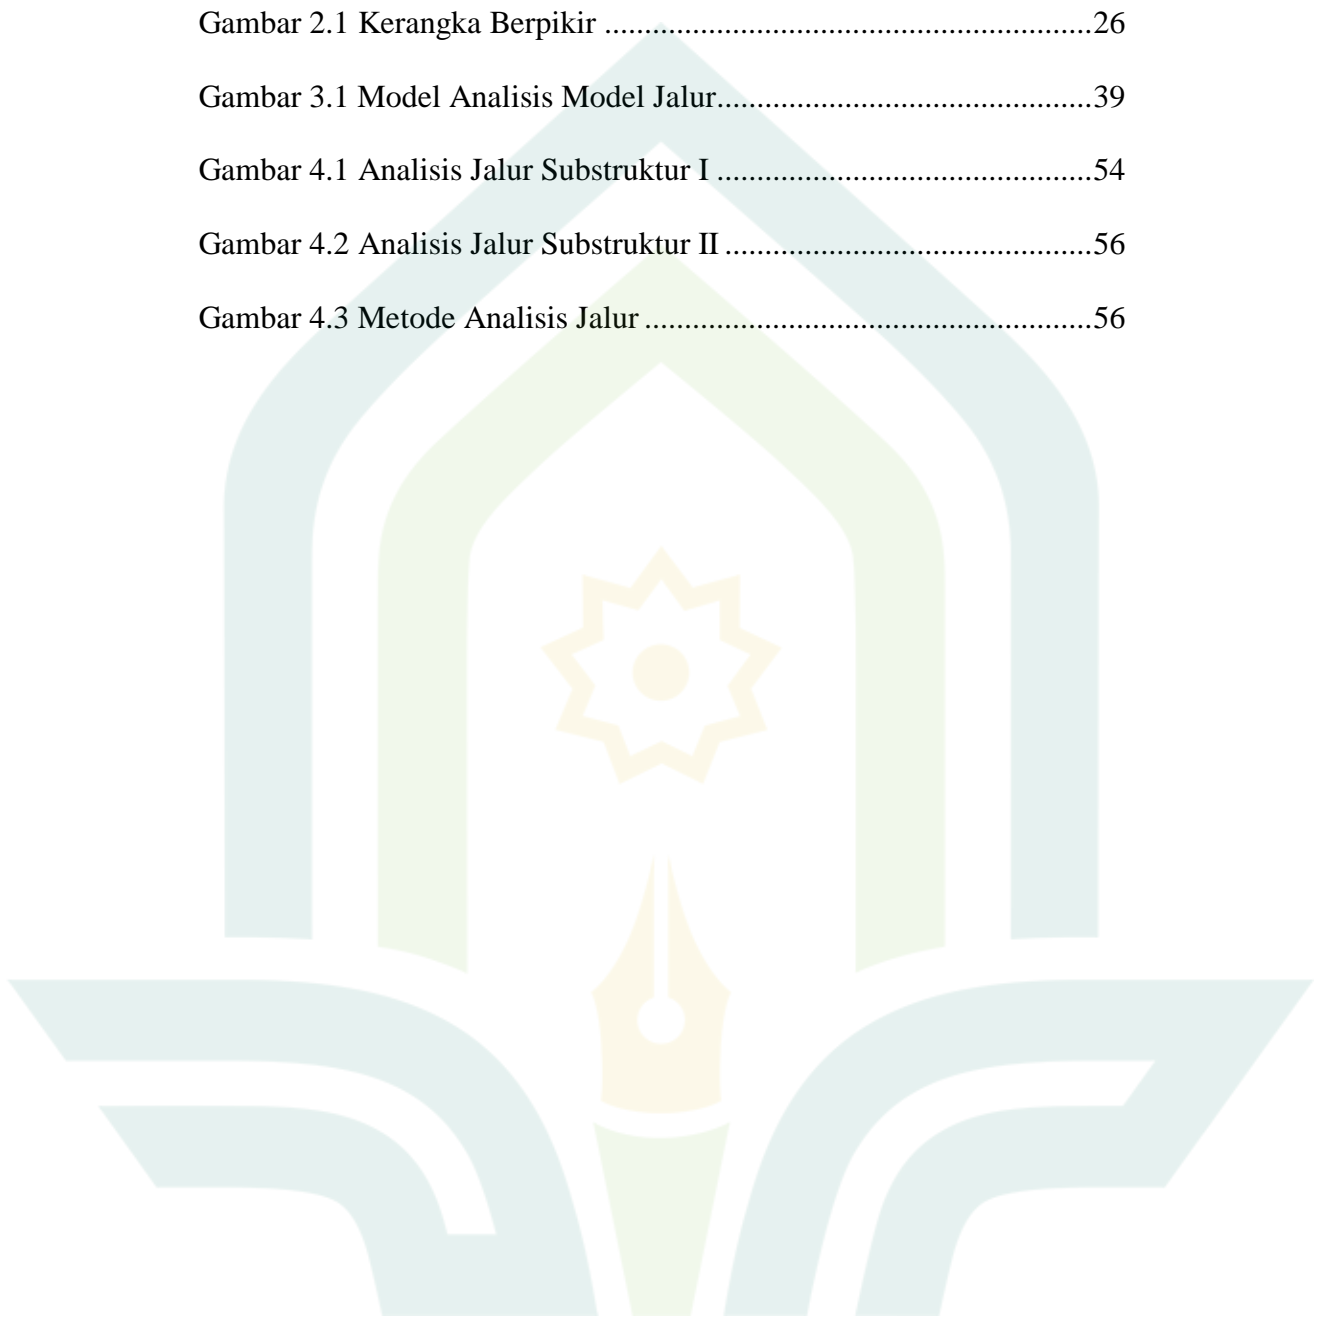 Gambar 2.1 Kerangka Berpikir ............................................................26
Gambar 3.1 Model Analisis Model Jalur..............................................39
Gambar 4.1 Analisis Jalur Substruktur I ..............................................54
Gambar 4.2 Analisis Jalur Substruktur II .............................................56
Gambar 4.3 Metode Analisis Jalur .......................................................56